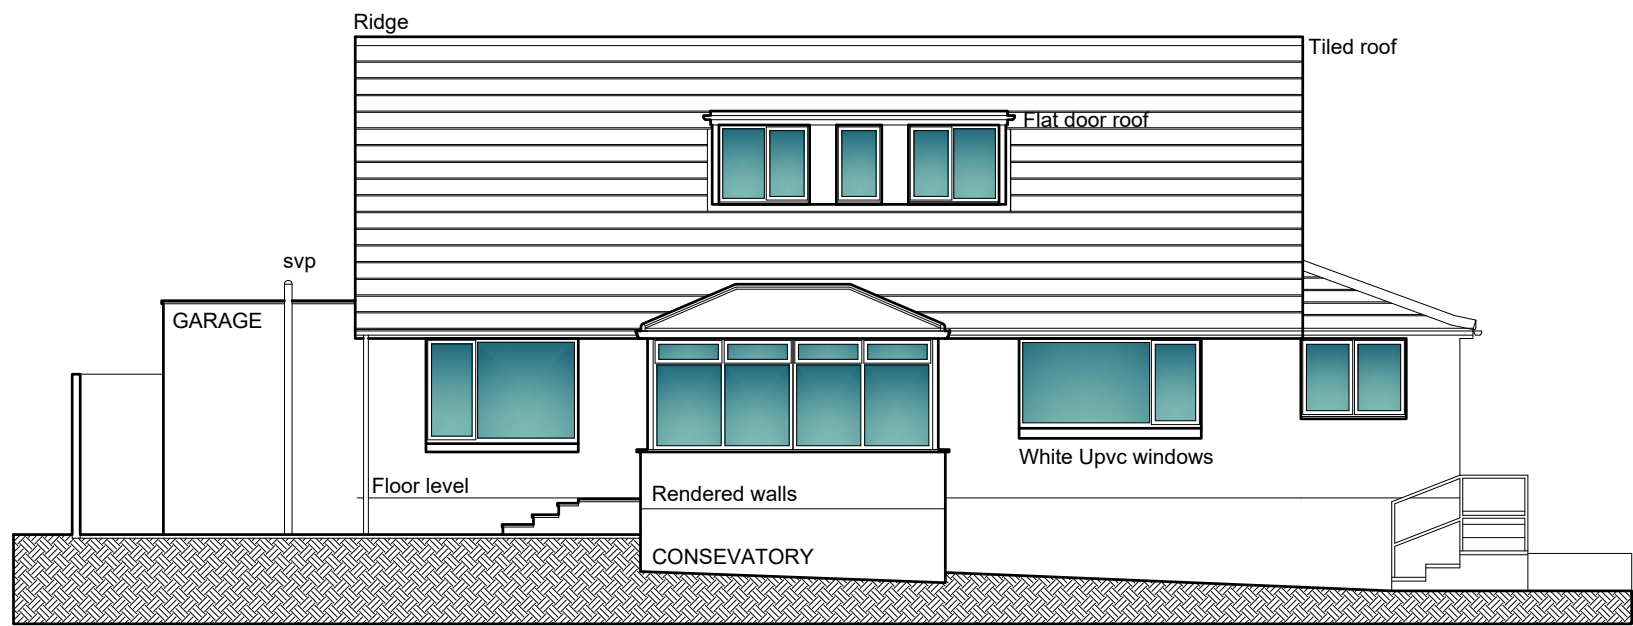 Ridge
Tiled roof
Flat door roof
svp
GARAGE
White Upvc windows
Floor level
Rendered walls
CONSEVATORY